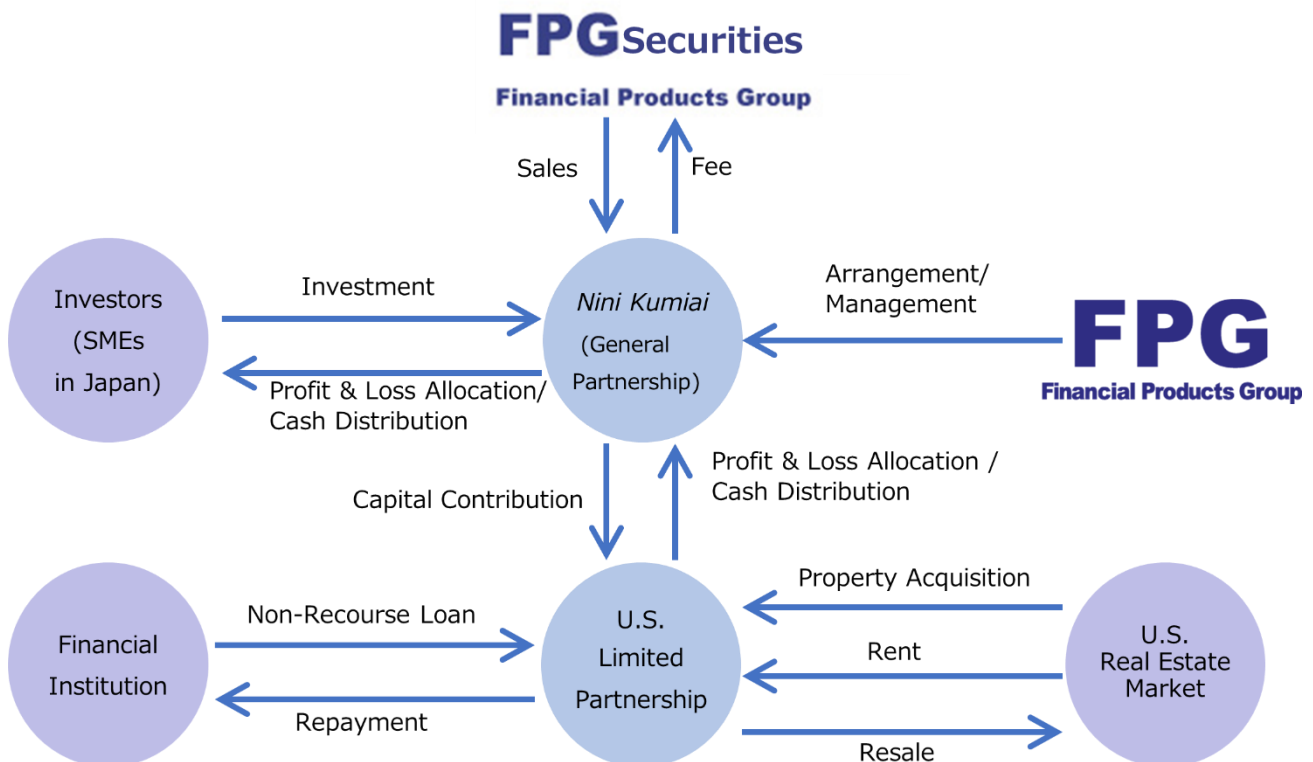 FPG Securities
Financial Products Group
Sales
Fee
Investors
(SMEs
in Japan)
Investment
Profit & Loss Allocation/
Cash Distribution
Nini Kumiai
(General
Partnership)
Arrangement/
Management
FPG
Financial Products Group
Capital Contribution
Profit & Loss Allocation /
Cash Distribution
Financial
Institution
Non-Recourse Loan
Repayment
U.S.
Limited
Partnership
Property Acquisition
Rent
Resale
U.S.
Real Estate
Market